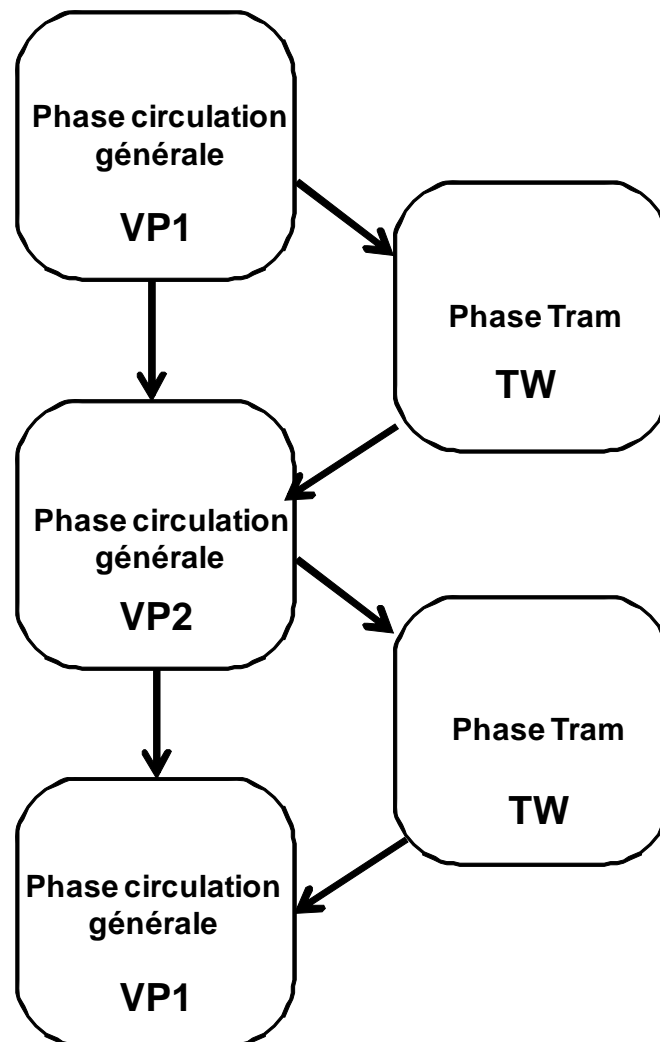 Phase circulation
générale
VP1
Phase Tram
TW
Phase circulation
générale
VP2
Phase Tram
TW
Phase circulation
générale
VP1